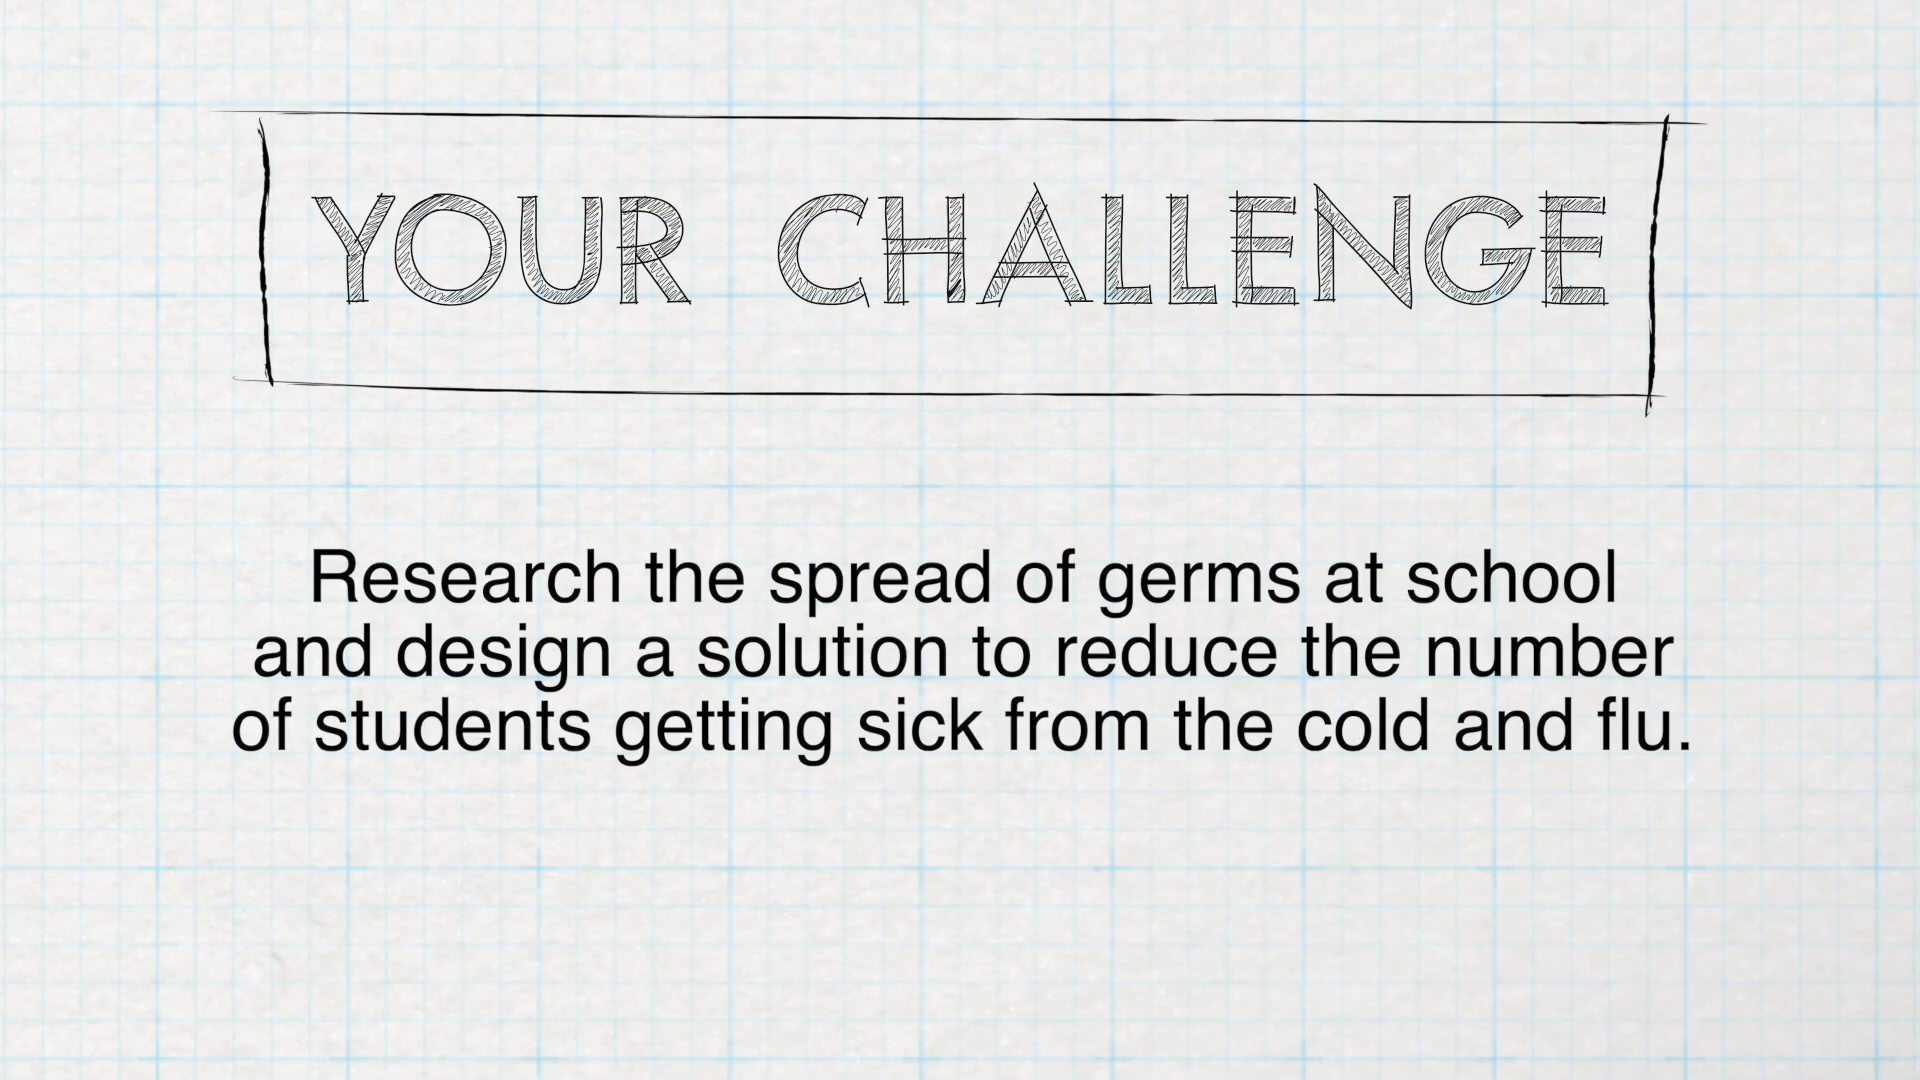 YOUR CHALLENGE
Research the spread of germs at school
and design a solution to reduce the number
of students getting sick from the cold and flu.